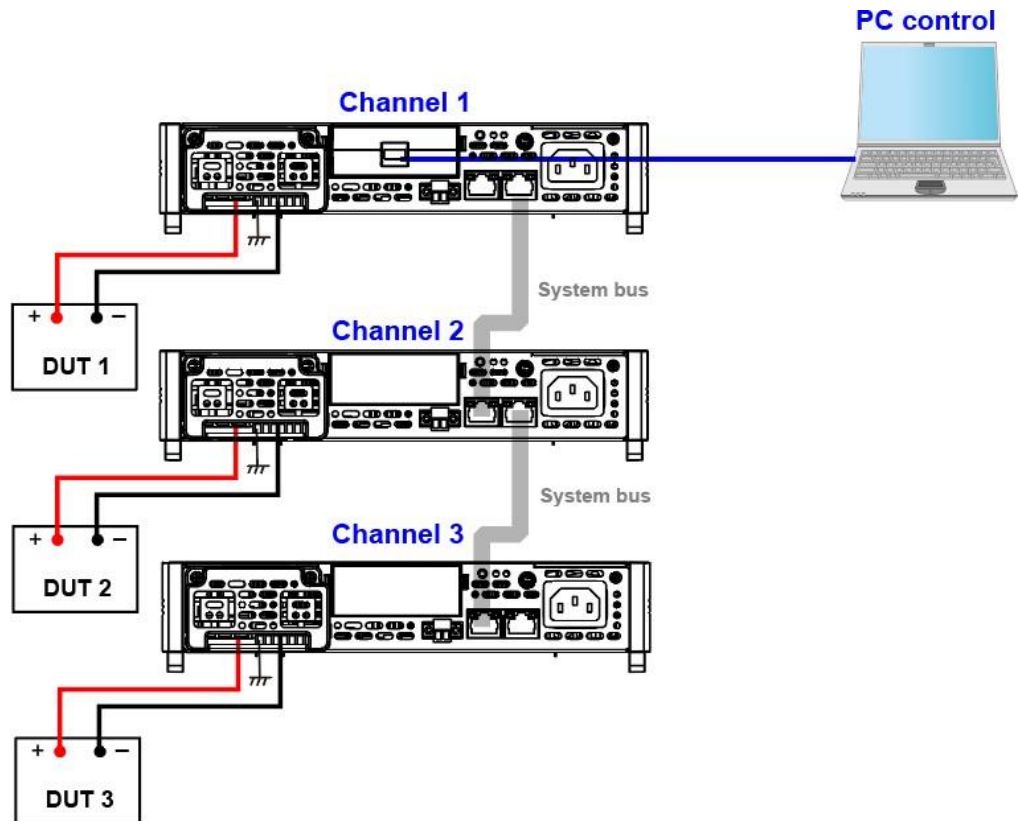 PC control
Channel 1
System bus
+ −
DUT 1
Channel 2
System bus
+ −
DUT 2
Channel 3
+ −
DUT 3